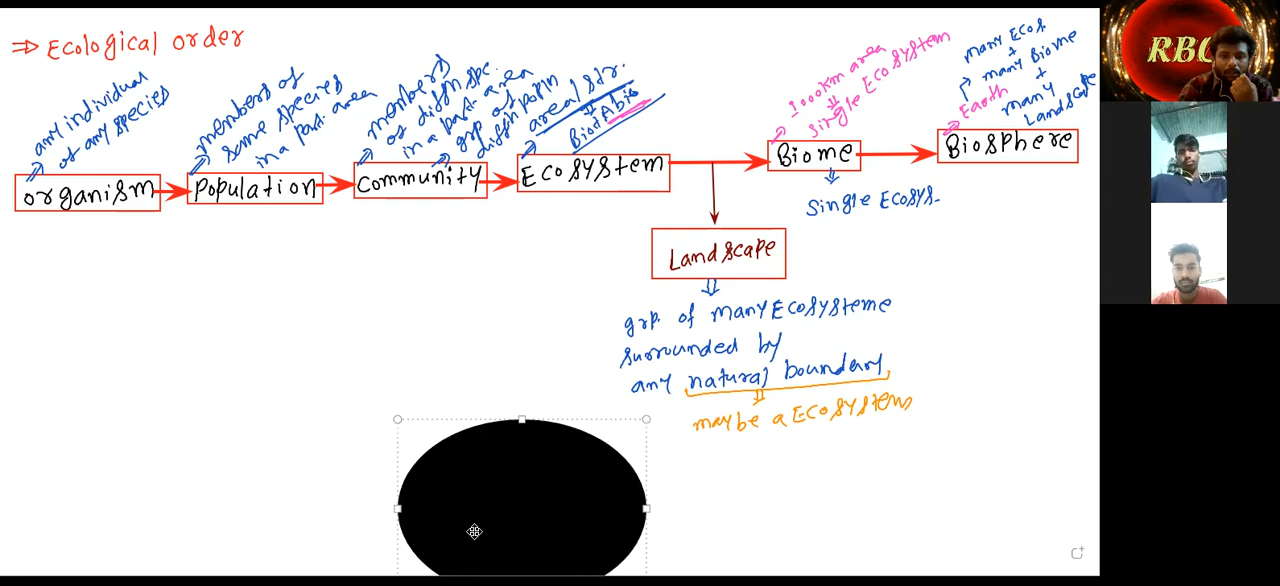 ⇒ Ecological order
any individual
of any species
organism
members of
same species
in a part. area
Population
members
of diffn spe.
in a part. area
grp of
diffn popln
Community
areal str.
Bio+Abio
Ecosystem
1000km area
Single Ecosystem
Biome
Single Ecosys.
many Ecos.
+
many Biome
+
many
Landscape
Earth
Biosphere
Landscape
grp. of many Ecosysteme
surrounded by
any natural boundary
maybe a Ecosystem
RBC